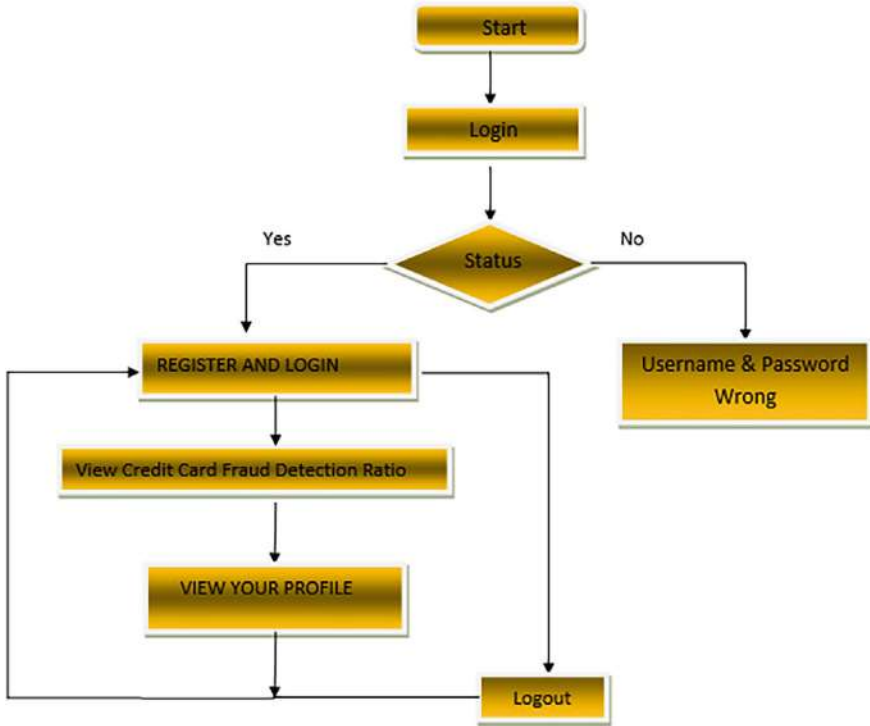 Start
Login
Status
Yes
No
REGISTER AND LOGIN
Username & Password
Wrong
View Credit Card Fraud Detection Ratio
VIEW YOUR PROFILE
Logout